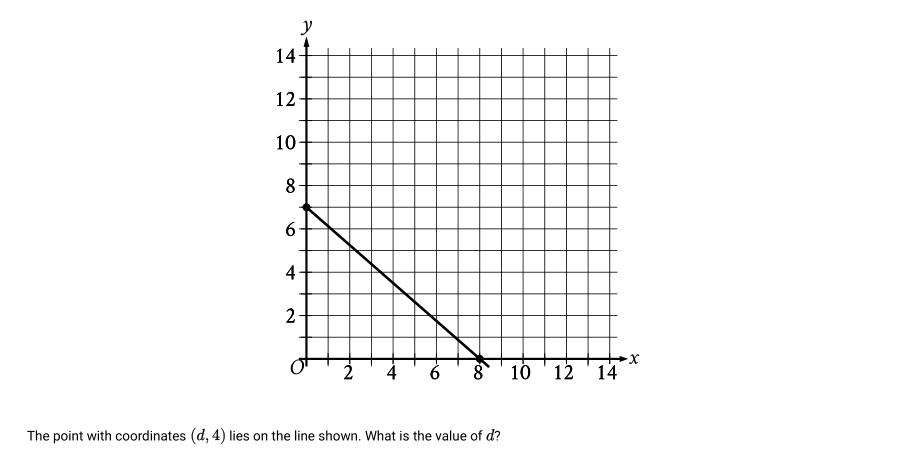 y
14
12
10
8
6
4
2
O
2 4 6 8 10 12 14 x
The point with coordinates (d, 4) lies on the line shown. What is the value of d?